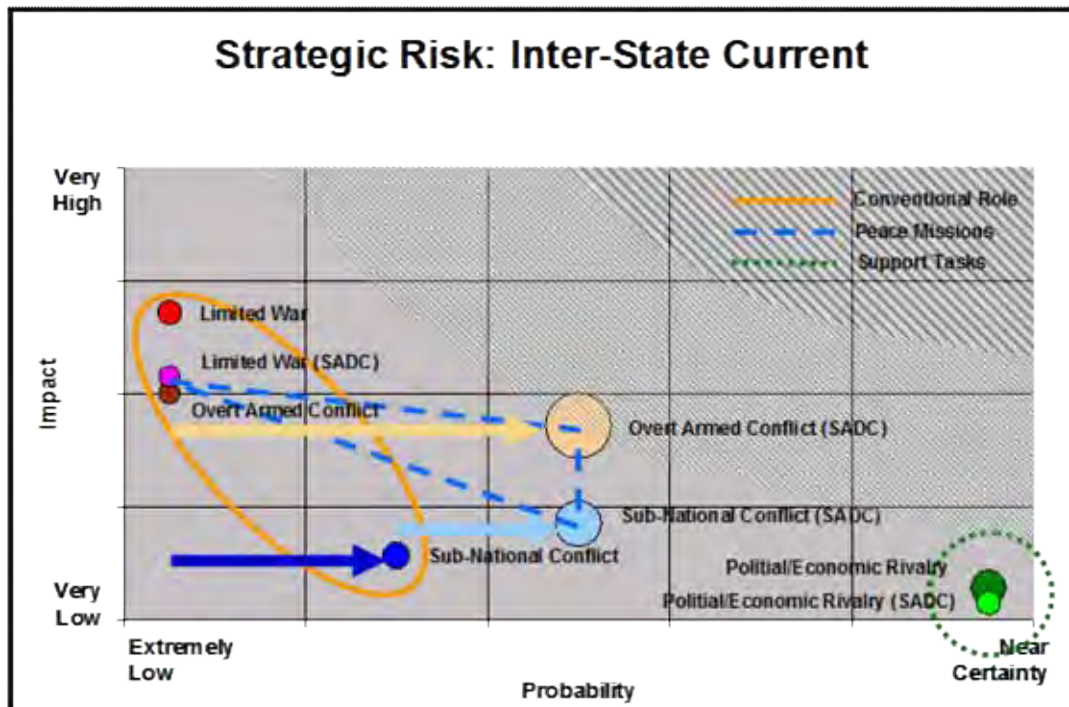 Strategic Risk: Inter-State Current
Very
High
Conventional Role
Peace Missions
Support Tasks
Limited War
Limited War (SADC)
Impact
Overt Armed Conflict
Overt Armed Conflict (SADC)
Sub-National Conflict (SADC)
Sub-National Conflict
Politial/Economic Rivalry
Politial/Economic Rivalry (SADC)
Very
Low
Extremely
Low
Near
Certainty
Probability